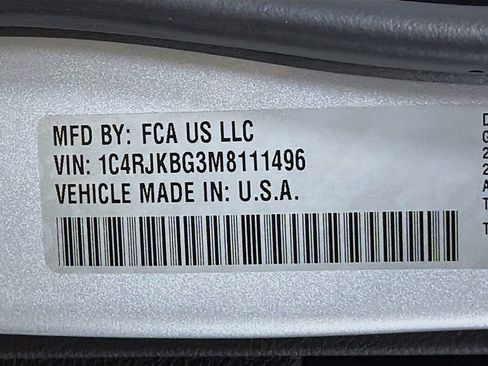 MFD BY: FCA US LLC
VIN: 1C4RJKBG3M8111496
VEHICLE MADE IN: U.S.A.